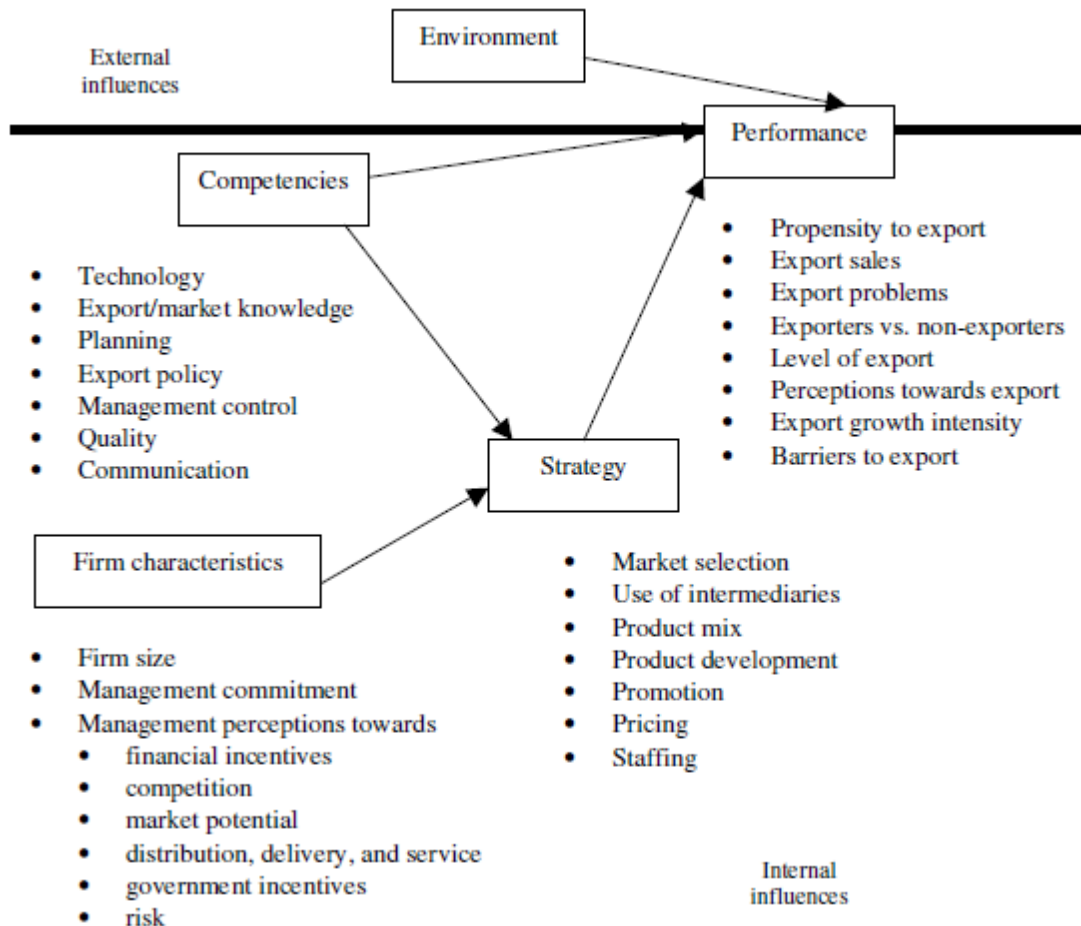 Environment
External
influences
Performance
Competencies
• Propensity to export
• Export sales
• Export problems
• Exporters vs. non-exporters
• Level of export
• Perceptions towards export
• Export growth intensity
• Barriers to export
• Technology
• Export/market knowledge
• Planning
• Export policy
• Management control
• Quality
• Communication
Strategy
Firm characteristics
• Market selection
• Use of intermediaries
• Product mix
• Product development
• Promotion
• Pricing
• Staffing
• Firm size
• Management commitment
• Management perceptions towards
• financial incentives
• competition
• market potential
• distribution, delivery, and service
• government incentives
• risk
Internal
influences